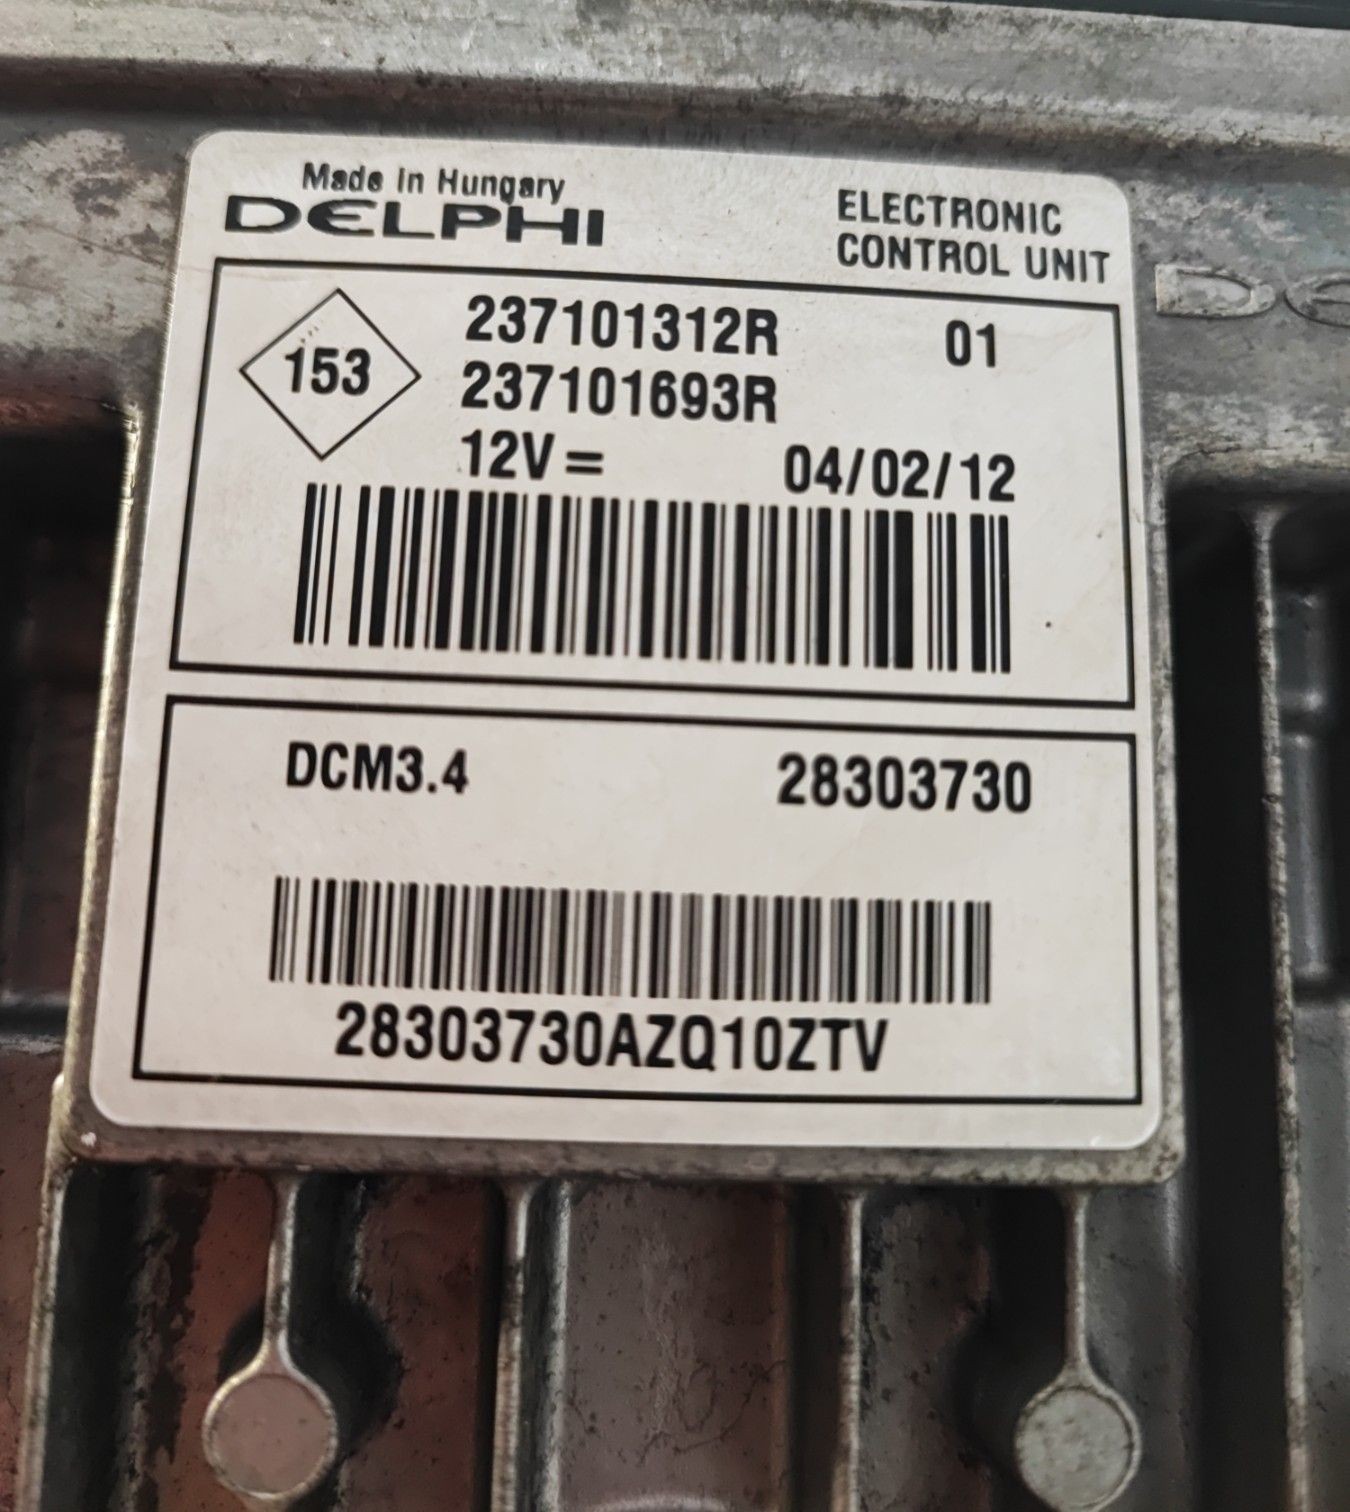 Made in Hungary
DELPHI
ELECTRONIC
CONTROL UNIT
153
237101312R 01
237101693R
12V = 04/02/12
DCM3.4 28303730
28303730AZQ10ZTV